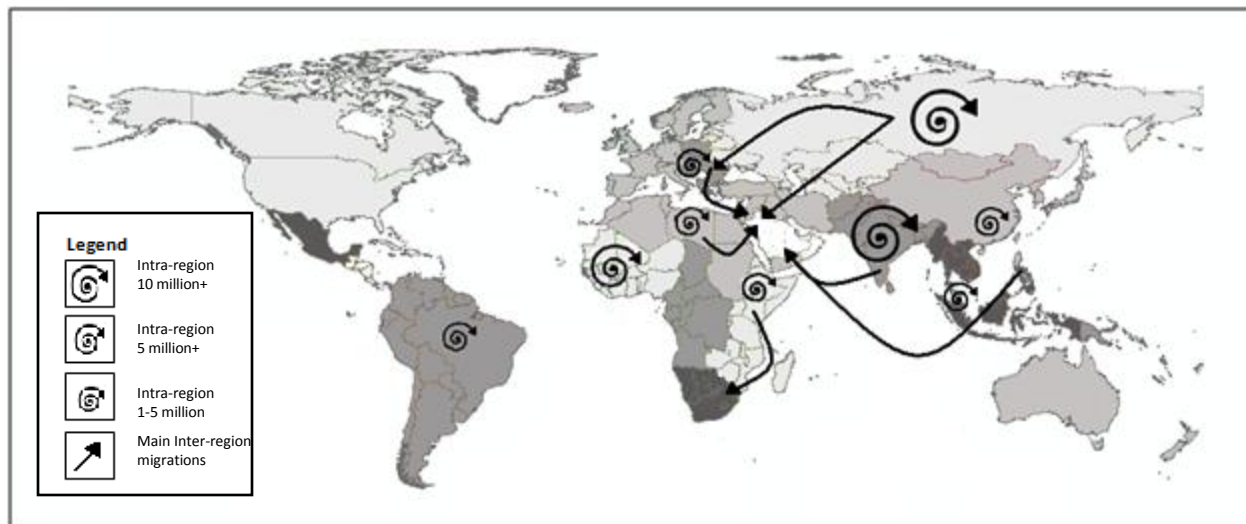 Legend
Intra-region
10 million+
Intra-region
5 million+
Intra-region
1-5 million
Main Inter-region
migrations